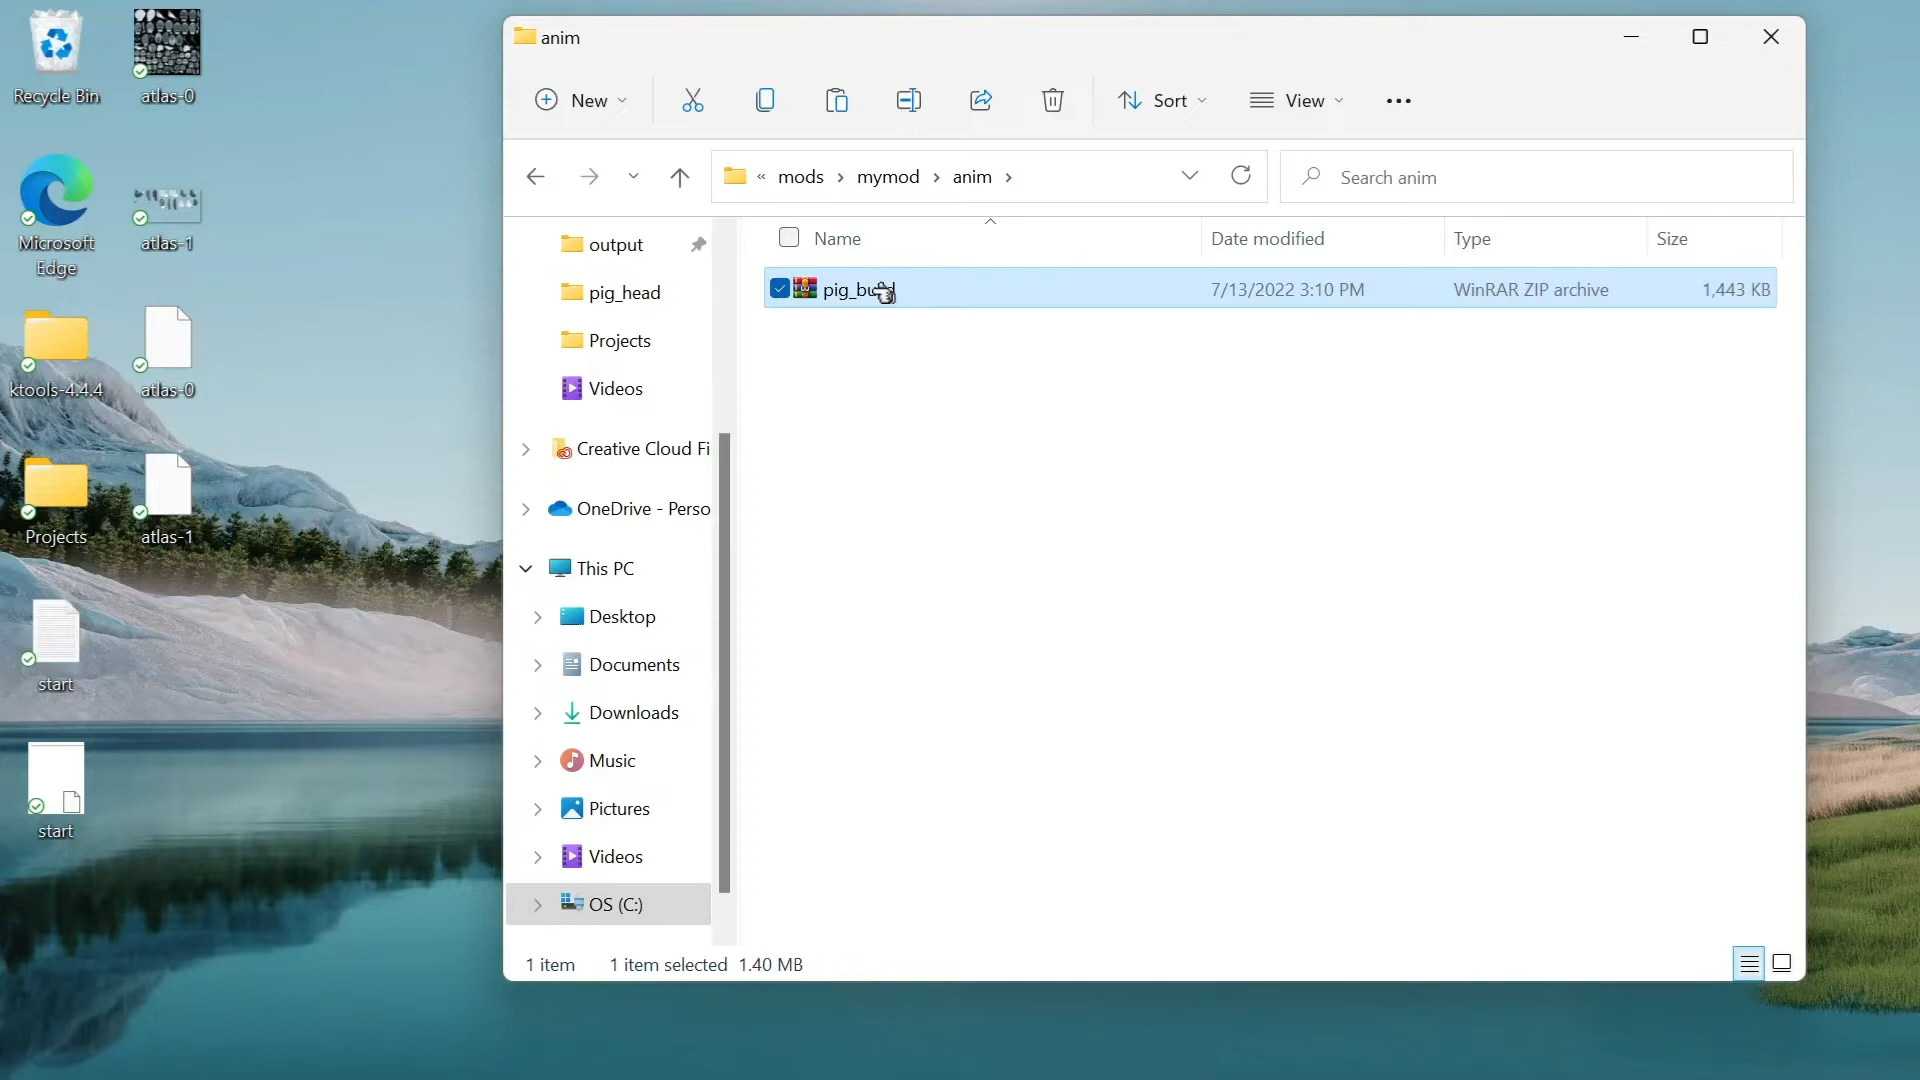 Recycle Bin
atlas-0
Microsoft
Edge
atlas-1
ktools-4.4.4
atlas-0
Projects
atlas-1
start
start
anim
New
Sort
View
« mods > mymod > anim >
Search anim
output
pig_head
Projects
Videos
Creative Cloud Fi
OneDrive - Perso
This PC
Desktop
Documents
Downloads
Music
Pictures
Videos
OS (C:)
Name Date modified Type Size
pig_build 7/13/2022 3:10 PM WinRAR ZIP archive 1,443 KB
1 item 1 item selected 1.40 MB